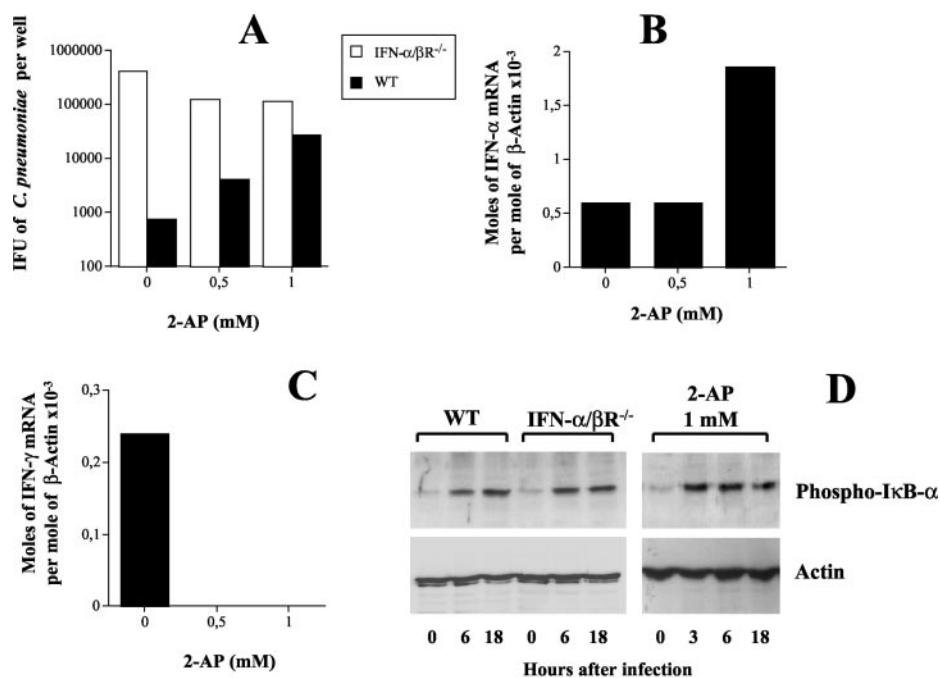 A
IFU of C. pneumoniae per well
1000000
100000
10000
1000
100
0
0,5
1
2-AP (mM)
IFN-α/βR-/-
WT
B
Moles of IFN-α mRNA
per mole of β-Actin x10-3
2
1,5
1
0,5
0
0
0,5
1
2-AP (mM)
C
Moles of IFN-γ mRNA
per mole of β-Actin x10-3
0,3
0,2
0,1
0
0
0,5
1
2-AP (mM)
D
WT
IFN-α/βR-/-
2-AP
1 mM
Phospho-IκB-α
Actin
0 6 18 0 6 18 0 3 6 18
Hours after infection